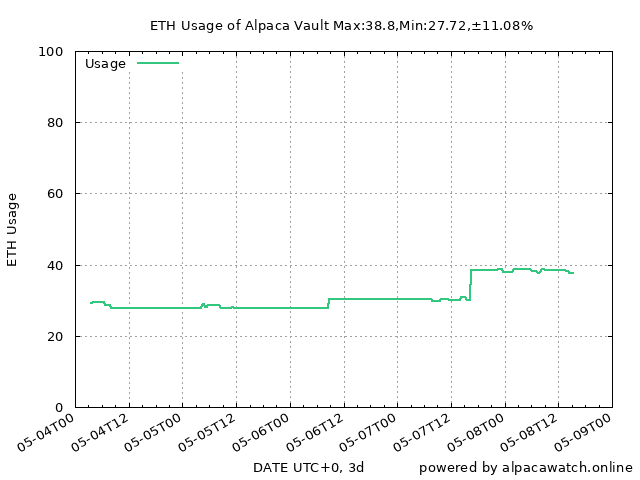 ETH Usage of Alpaca Vault Max:38.8,Min:27.72,±11.08%
Usage
ETH Usage
100
80
60
40
20
0
05-04T00
05-04T12
05-05T00
05-05T12
05-06T00
05-06T12
05-07T00
05-07T12
05-08T00
05-08T12
05-09T00
DATE UTC+0, 3d
powered by alpacawatch.online